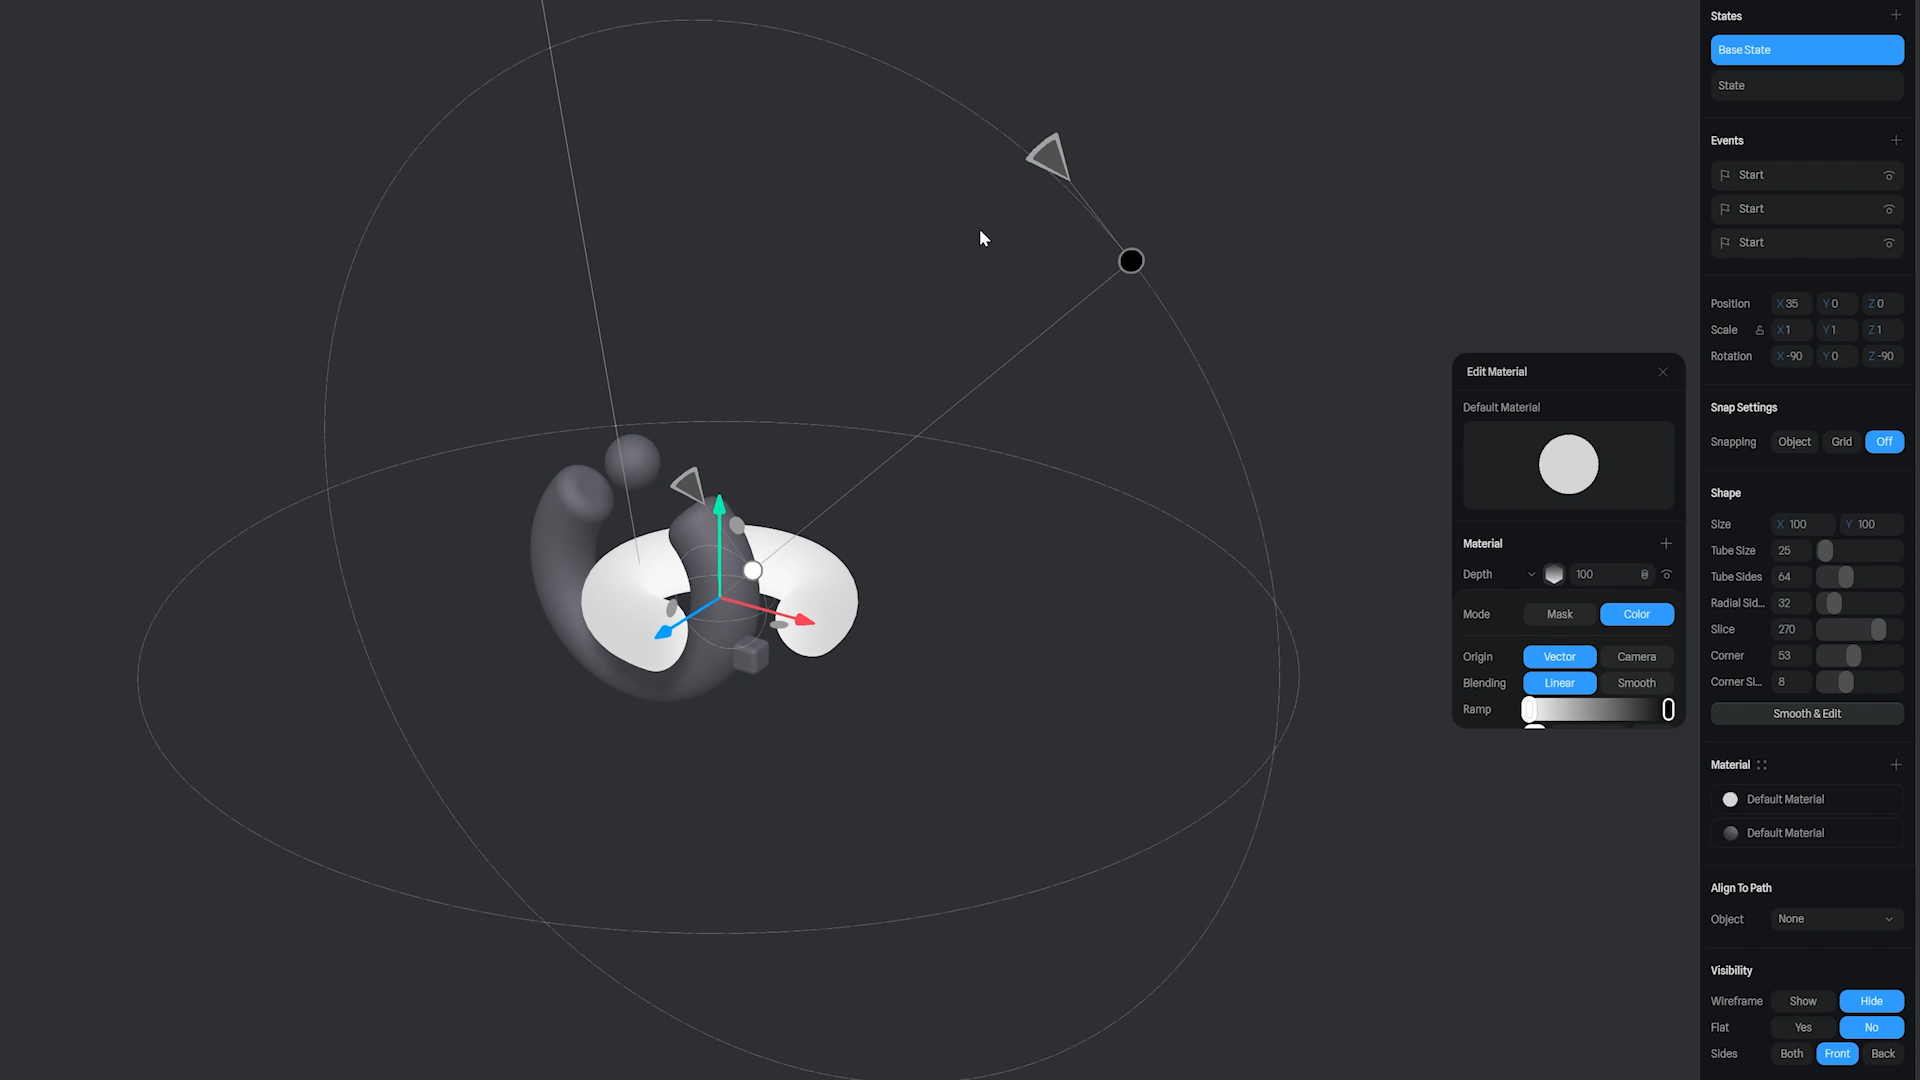 States
Base State
State
Events
Start
Start
Start
Position X 35 Y 0 Z 0
Scale X 1 Y 1 Z 1
Rotation X -90 Y 0 Z -90
Snap Settings
Snapping Object Grid Off
Shape
Size X 100 Y 100
Tube Size 25
Tube Sides 64
Radial Sid... 32
Slice 270
Corner 53
Corner Si... 8
Smooth & Edit
Material
Default Material
Default Material
Align To Path
Object None
Visibility
Wireframe Show Hide
Flat Yes No
Sides Both Front Back
Edit Material
Default Material
Material
Depth 100
Mode Mask Color
Origin Vector Camera
Blending Linear Smooth
Ramp